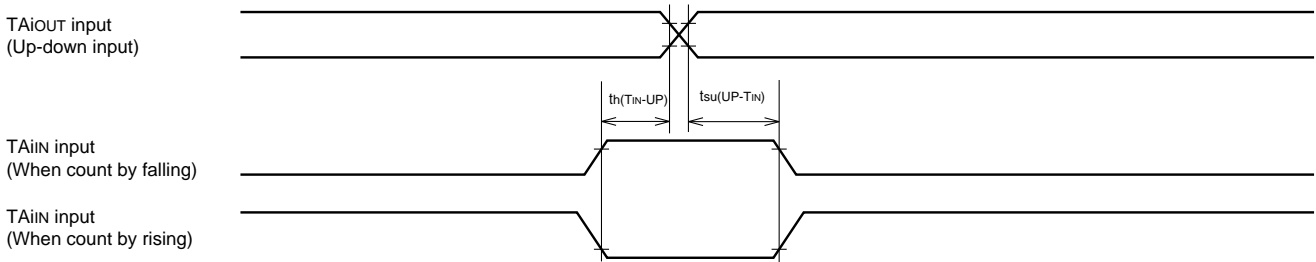 TAiOUT input
(Up-down input)
th(TIN-UP)
tsu(UP-TIN)
TAiIN input
(When count by falling)
TAiIN input
(When count by rising)